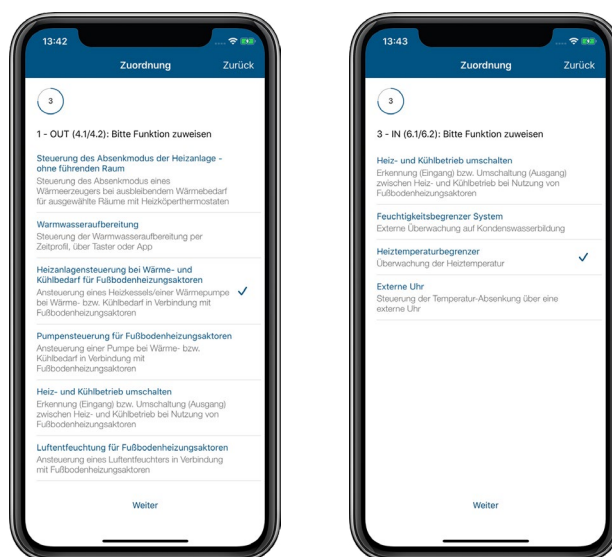 13:42
Zuordnung
Zurück
3
1 - OUT (4.1/4.2): Bitte Funktion zuweisen
Steuerung des Absenkmodus der Heizanlage -
ohne führenden Raum
Steuerung des Absenkmodus eines
Wärmeerzeugers bei ausbleibendem Wärmebedarf
für ausgewählte Räume mit Heizköperthermostaten
Warmwasseraufbereitung
Steuerung der Warmwasseraufbereitung per
Zeitprofil, über Taster oder App
Heizanlagensteuerung bei Wärme- und
Kühlbedarf für Fußbodenheizungsaktoren
Ansteuerung eines Heizkessels/einer Wärmepumpe
bei Wärme- bzw. Kühlbedarf in Verbindung mit
Fußbodenheizungsaktoren
Pumpensteuerung für Fußbodenheizungsaktoren
Ansteuerung einer Pumpe bei Wärme- bzw.
Kühlbedarf in Verbindung mit
Fußbodenheizungsaktoren
Heiz- und Kühlbetrieb umschalten
Erkennung (Eingang) bzw. Umschaltung (Ausgang)
zwischen Heiz- und Kühlbetrieb bei Nutzung von
Fußbodenheizungsaktoren
Luftentfeuchtung für Fußbodenheizungsaktoren
Ansteuerung eines Luftentfeuchters in Verbindung
mit Fußbodenheizungsaktoren
Weiter
13:43
Zuordnung
Zurück
3
3 - IN (6.1/6.2): Bitte Funktion zuweisen
Heiz- und Kühlbetrieb umschalten
Erkennung (Eingang) bzw. Umschaltung (Ausgang)
zwischen Heiz- und Kühlbetrieb bei Nutzung von
Fußbodenheizungsaktoren
Feuchtigkeitsbegrenzer System
Externe Überwachung auf Kondenswasserbildung
Heiztemperaturbegrenzer
Überwachung der Heiztemperatur
Externe Uhr
Steuerung der Temperatur-Absenkung über eine
externe Uhr
Weiter